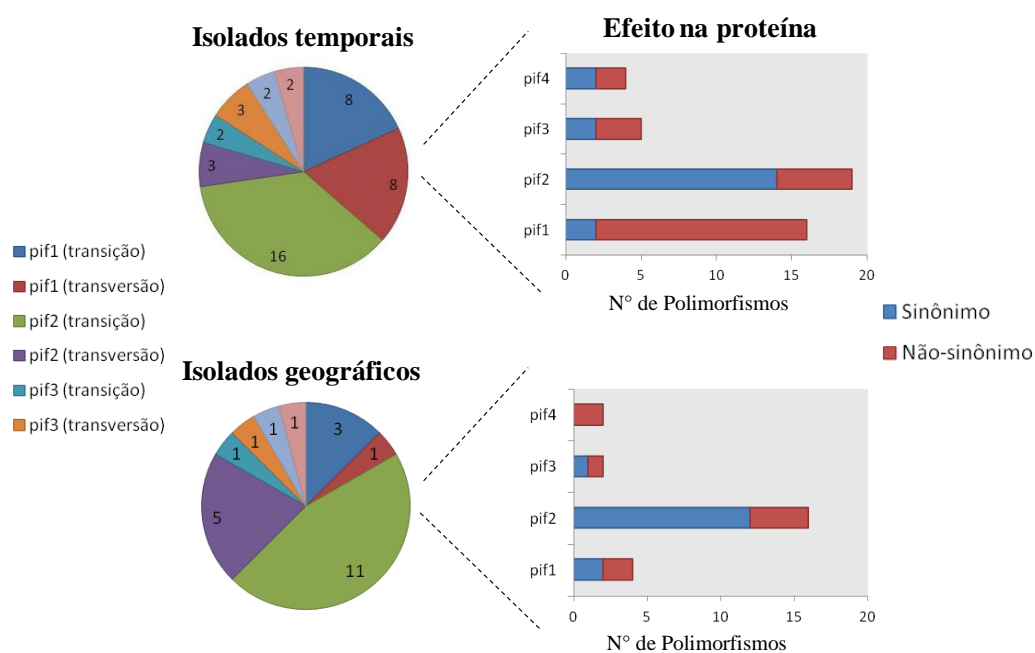 Isolados temporais
8
8
16
3
2
3
2
2
Efeito na proteína
pif4
pif3
pif2
pif1
0 5 10 15 20
N° de Polimorfismos
pif1 (transição)
pif1 (transversão)
pif2 (transição)
pif2 (transversão)
pif3 (transição)
pif3 (transversão)
Sinônimo
Não-sinônimo
Isolados geográficos
3
1
11
5
1
1
1
1
pif4
pif3
pif2
pif1
0 5 10 15 20
N° de Polimorfismos